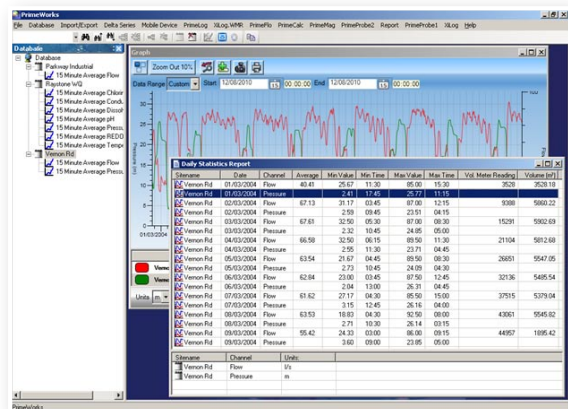 PrimeWorks
File Database Import/Export Delta Series Mobile Device PrimeLog XiLog.WMR PrimeFlo PrimeCalc PrimeMag PrimeProbe2 Report PrimeProbe1 XiLog Help
Database
Database
Parkway Industrial
15 Minute Average Flow
Raystone WQ
15 Minute Average Chlorin
15 Minute Average Condu
15 Minute Average Dissol
15 Minute Average pH
15 Minute Average Pressu
15 Minute Average REDO
15 Minute Average Tempe
Vernon Rd
15 Minute Average Flow
15 Minute Average Pressu
Graph
Zoom Out 10%
Data Range Custom Start 12/08/2010 00:00:00 End 12/08/2010 00:00:00
Pressure (m)
30
25
20
15
10
5
0
100
01/03/2004
Verno
Verno
Units m
Daily Statistics Report
Sitename Date Channel Average Min Value Min Time Max Value Max Time Vol. Meter Reading Volume (m³)
Vernon Rd 01/03/2004 Flow 40.41 25.67 11:30 85.00 15:30 3528 3528.18
Vernon Rd 01/03/2004 Pressure 2.41 17:45 25.77 11:15
Vernon Rd 02/03/2004 Flow 67.13 31.17 03:45 87.00 12:15 9388 5860.22
Vernon Rd 02/03/2004 Pressure 2.59 09:45 23.51 04:15
Vernon Rd 03/03/2004 Flow 67.61 32.50 05:30 87.00 08:30 15291 5902.69
Vernon Rd 03/03/2004 Pressure 2.32 10:45 24.85 05:00
Vernon Rd 04/03/2004 Flow 66.58 32.50 06:15 89.50 11:30 21104 5812.60
Vernon Rd 04/03/2004 Pressure 2.55 11:30 23.71 04:45
Vernon Rd 05/03/2004 Flow 63.54 21.67 04:45 89.50 08:30 26651 5547.05
Vernon Rd 05/03/2004 Pressure 2.73 10:45 24.09 04:30
Vernon Rd 06/03/2004 Flow 62.84 23.00 03:45 87.50 12:45 32136 5485.54
Vernon Rd 06/03/2004 Pressure 2.04 13:00 26.31 04:45
Vernon Rd 07/03/2004 Flow 61.62 27.17 04:30 85.50 15:00 37515 5379.04
Vernon Rd 07/03/2004 Pressure 3.15 12:45 26.16 04:00
Vernon Rd 08/03/2004 Flow 63.53 18.83 04:30 92.50 08:00 43061 5545.82
Vernon Rd 08/03/2004 Pressure 2.71 10:30 26.14 03:15
Vernon Rd 09/03/2004 Flow 55.42 24.33 03:00 86.00 09:15 44957 1895.42
Vernon Rd 09/03/2004 Pressure 3.60 09:00 23.85 05:00
Sitename Channel Units
Vernon Rd Flow l/s
Vernon Rd Pressure m
PrimeWorks